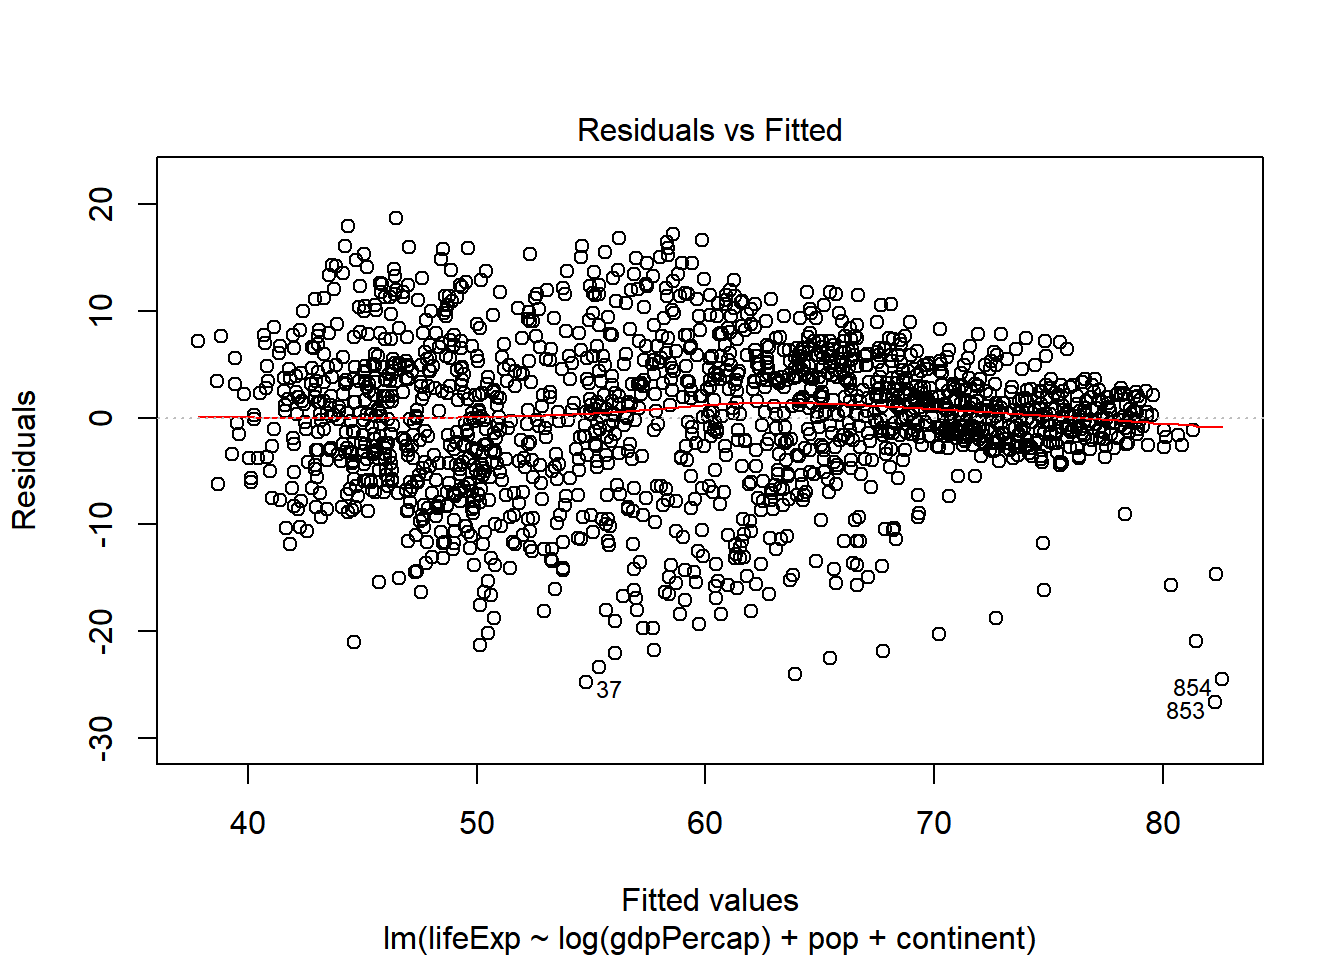 Residuals vs Fitted
Residuals
20
10
0
-10
-20
-30
37
854
853
40 50 60 70 80
Fitted values
lm(lifeExp ~ log(gdpPercap) + pop + continent)